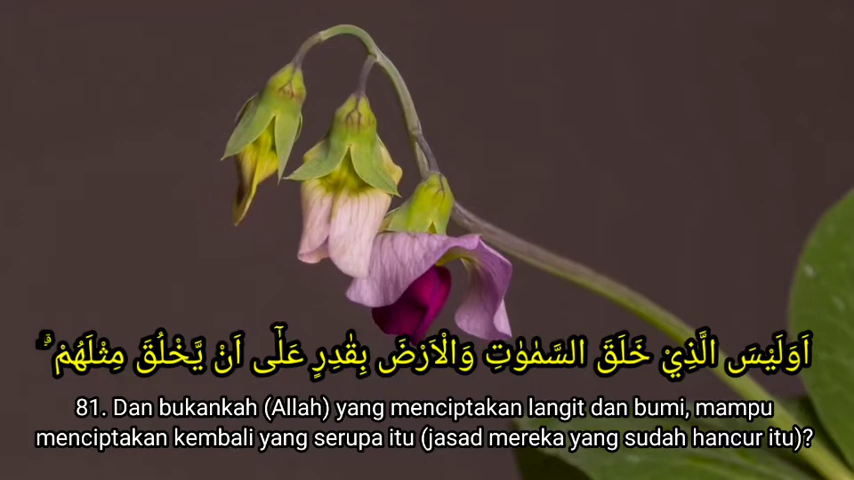 اَوَلَيْسَ الَّذِيْ خَلَقَ السَّمٰوٰتِ وَالْاَرْضَ بِقٰدِرٍ عَلٰٓى اَنْ يَّخْلُقَ مِثْلَهُمْ ۗ
81. Dan bukankah (Allah) yang menciptakan langit dan bumi, mampu
menciptakan kembali yang serupa itu (jasad mereka yang sudah hancur itu)?